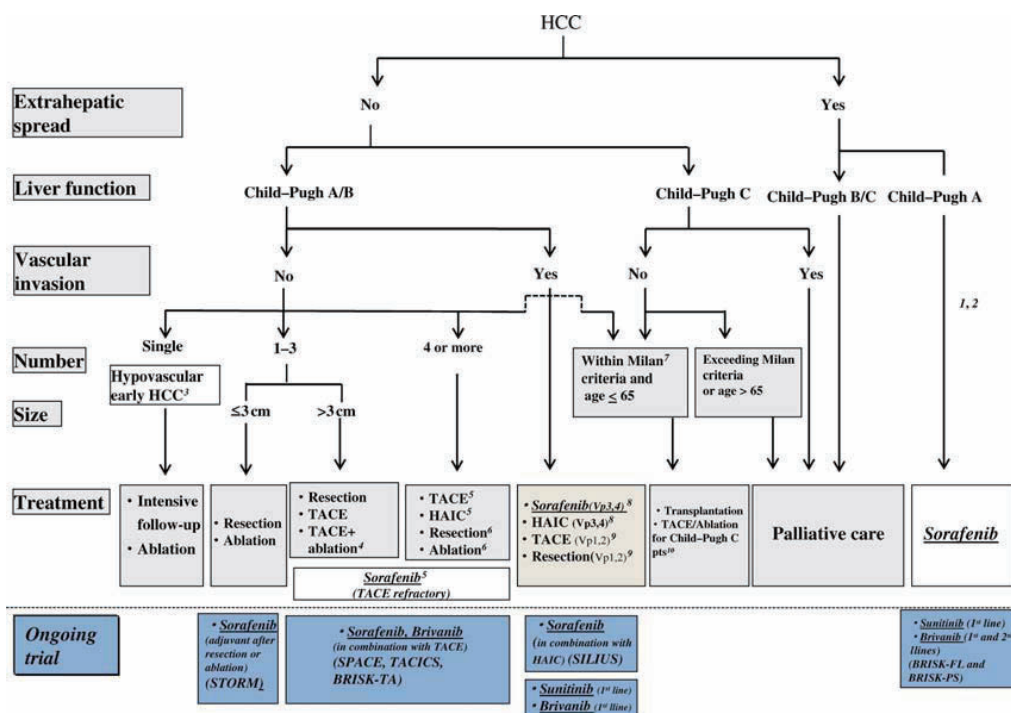 HCC
Extrahepatic
spread
No
Yes
Liver function
Child–Pugh A/B
Child–Pugh C
Child–Pugh B/C
Child–Pugh A
Vascular
invasion
No
Yes
No
Yes
1, 2
Number
Single
1–3
4 or more
Hypovascular
early HCC3
Within Milan7
criteria and
age ≤ 65
Exceeding Milan
criteria
or age > 65
Size
≤3 cm
>3 cm
Treatment
• Intensive
follow-up
• Ablation
• Resection
• Ablation
• Resection
• TACE
• TACE+
ablation4
• TACE5
• HAIC5
• Resection6
• Ablation6
• Sorafenib(Vp3,4)8
• HAIC (Vp3,4)8
• TACE (Vp1,2)9
• Resection(Vp1,2)9
• Transplantation
• TACE/Ablation
for Child–Pugh C
pts10
Palliative care
Sorafenib
Sorafenib5
(TACE refractory)
Ongoing
trial
• Sorafenib
(adjuvant after
resection or
ablation)
(STORM)
• Sorafenib, Brivanib
(in combination with TACE)
(SPACE, TACICS,
BRISK-TA)
• Sorafenib
(in combination with
HAIC) (SILIUS)
• Sunitinib (1st line)
• Brivanib (1st line)
• Sunitinib (1st line)
• Brivanib (1st and 2nd
llines)
(BRISK-FL and
BRISK-PS)